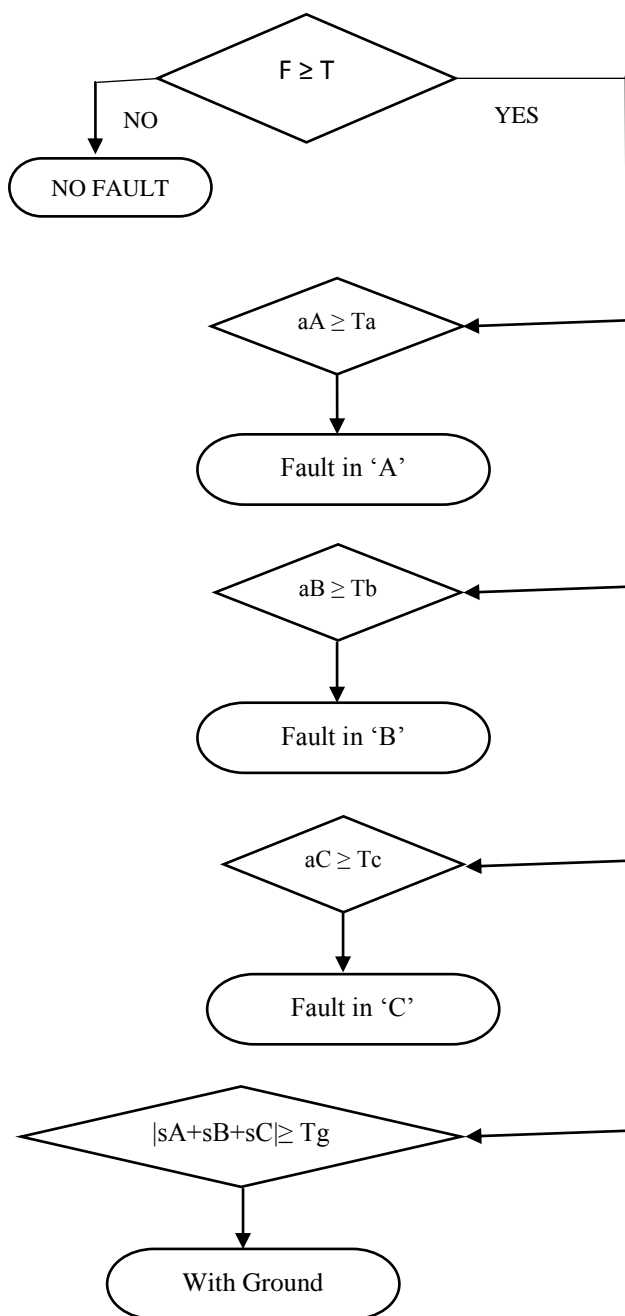 F ≥ T
NO
YES
NO FAULT
aA ≥ Ta
Fault in ‘A’
aB ≥ Tb
Fault in ‘B’
aC ≥ Tc
Fault in ‘C’
|sA+sB+sC|≥ Tg
With Ground